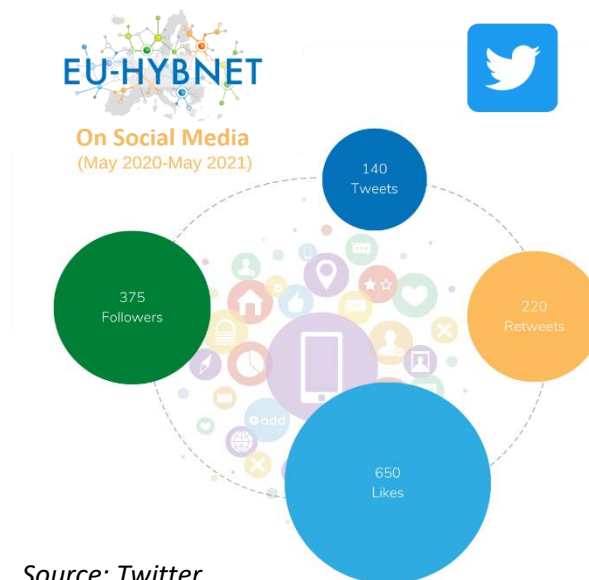 EU-HYBNET
On Social Media
(May 2020-May 2021)
140
Tweets
375
Followers
220
Retweets
add
650
Likes
Source: Twitter